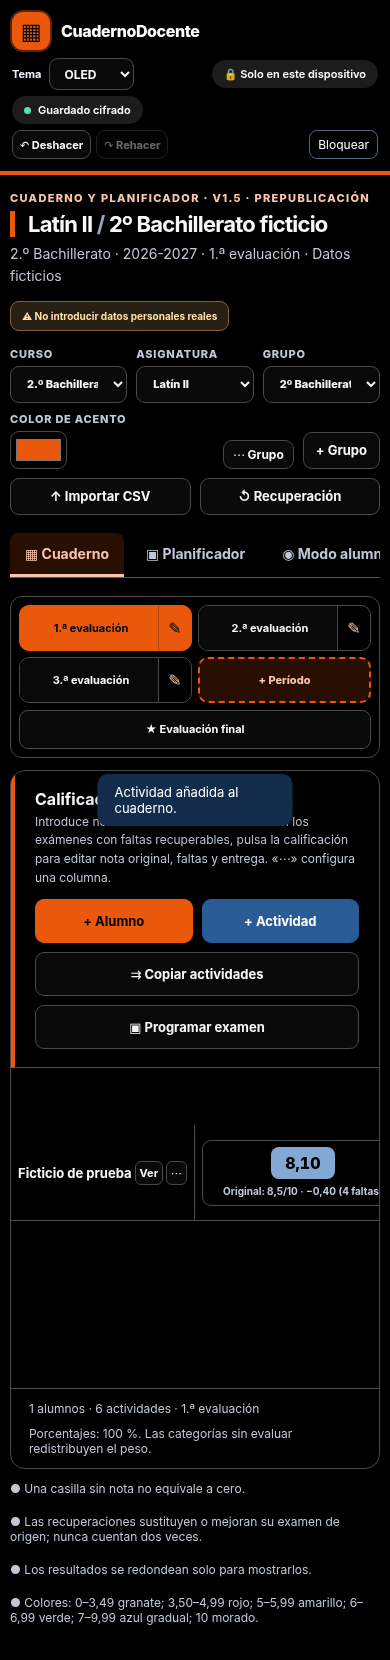 CuadernoDocente
Tema OLED 🔒 Solo en este dispositivo
● Guardado cifrado
↶ Deshacer ↷ Rehacer Bloquear
CUADERNO Y PLANIFICADOR · V1.5 · PREPUBLICACIÓN
Latín II / 2º Bachillerato ficticio
2.º Bachillerato · 2026-2027 · 1.ª evaluación · Datos
ficticios
⚠ No introducir datos personales reales
CURSO ASIGNATURA GRUPO
2.º Bachillera Latín II 2º Bachillerat
COLOR DE ACENTO
⋯ Grupo + Grupo
↑ Importar CSV ↺ Recuperación
▦ Cuaderno ▣ Planificador ◉ Modo alumn
1.ª evaluación ✎ 2.ª evaluación ✎
3.ª evaluación ✎ + Período
★ Evaluación final
Actividad añadida al
cuaderno.
Introduce los
exámenes con faltas recuperables, pulsa la calificación
para editar nota original, faltas y entrega. «⋯» configura
una columna.
+ Alumno + Actividad
⇉ Copiar actividades
▣ Programar examen
Ficticio de prueba Ver ⋯ 8,10
Original: 8,5/10 · −0,40 (4 faltas
1 alumnos · 6 actividades · 1.ª evaluación
Porcentajes: 100 %. Las categorías sin evaluar
redistribuyen el peso.
● Una casilla sin nota no equivale a cero.
● Las recuperaciones sustituyen o mejoran su examen de
origen; nunca cuentan dos veces.
● Los resultados se redondean solo para mostrarlos.
● Colores: 0–3,49 granate; 3,50–4,99 rojo; 5–5,99 amarillo; 6–
6,99 verde; 7–9,99 azul gradual; 10 morado.